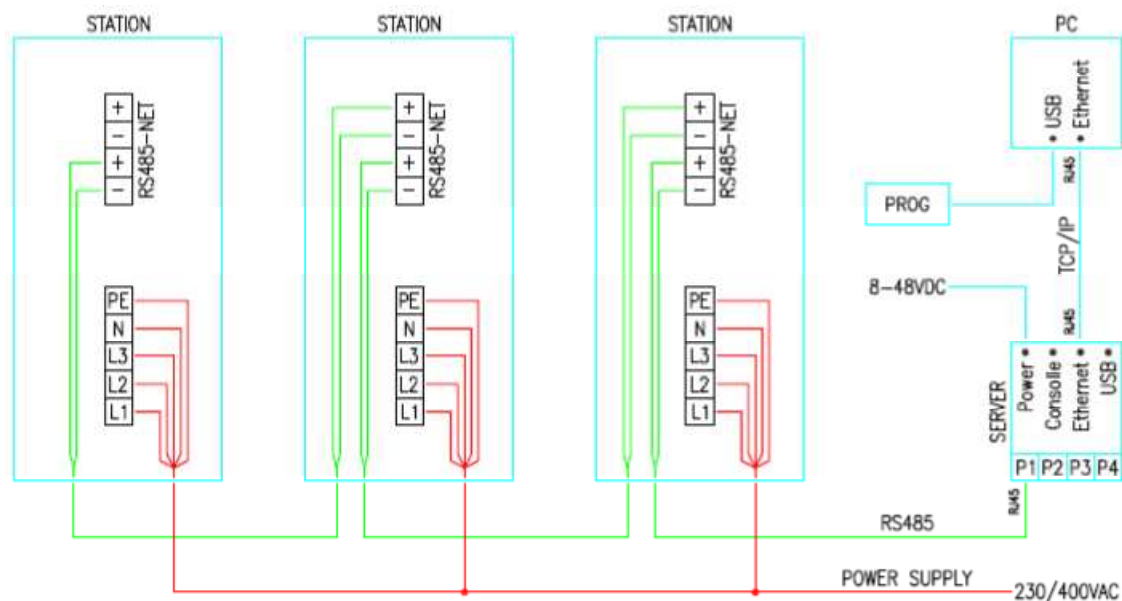 STATION
STATION
STATION
PC
+
−
+
−
RS485-NET
+
−
+
−
RS485-NET
+
−
+
−
RS485-NET
USB
Ethernet
RJ45
PROG
TCP/IP
8-48VDC
RJ45
PE
N
L3
L2
L1
PE
N
L3
L2
L1
PE
N
L3
L2
L1
SERVER
Power
Consolle
Ethernet
USB
P1 P2 P3 P4
RJ45
RS485
POWER SUPPLY
230/400VAC